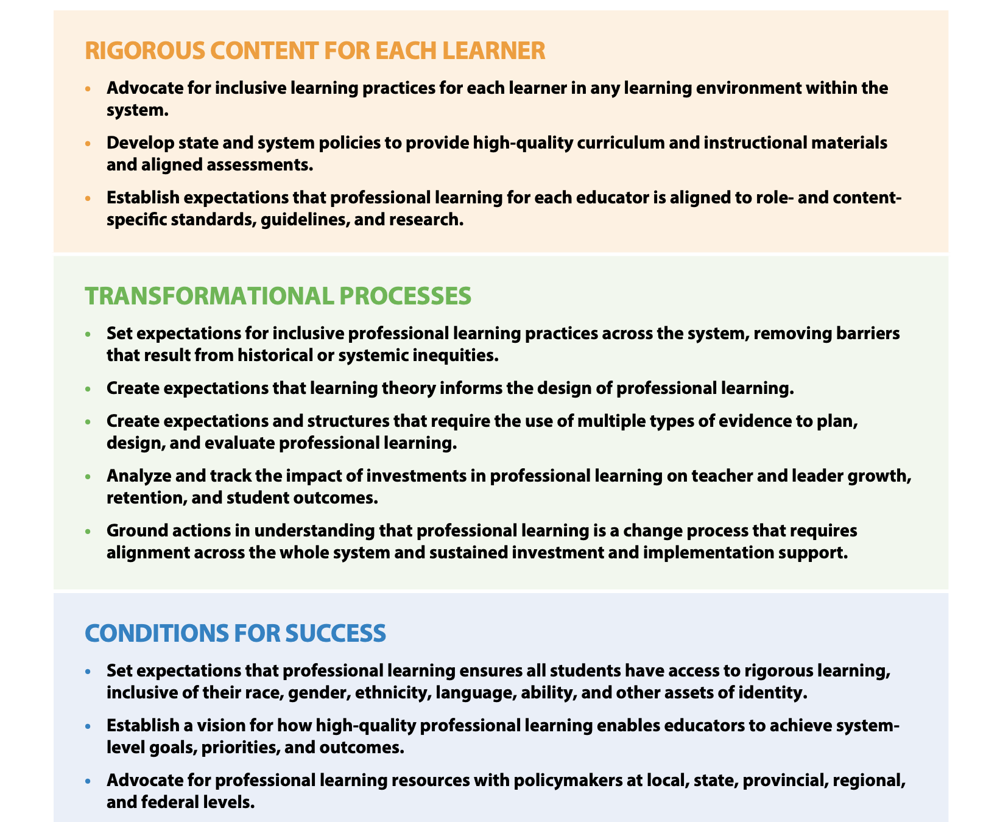 RIGOROUS CONTENT FOR EACH LEARNER
• Advocate for inclusive learning practices for each learner in any learning environment within the
system.
• Develop state and system policies to provide high-quality curriculum and instructional materials
and aligned assessments.
• Establish expectations that professional learning for each educator is aligned to role- and content-
specific standards, guidelines, and research.
TRANSFORMATIONAL PROCESSES
• Set expectations for inclusive professional learning practices across the system, removing barriers
that result from historical or systemic inequities.
• Create expectations that learning theory informs the design of professional learning.
• Create expectations and structures that require the use of multiple types of evidence to plan,
design, and evaluate professional learning.
• Analyze and track the impact of investments in professional learning on teacher and leader growth,
retention, and student outcomes.
• Ground actions in understanding that professional learning is a change process that requires
alignment across the whole system and sustained investment and implementation support.
CONDITIONS FOR SUCCESS
• Set expectations that professional learning ensures all students have access to rigorous learning,
inclusive of their race, gender, ethnicity, language, ability, and other assets of identity.
• Establish a vision for how high-quality professional learning enables educators to achieve system-
level goals, priorities, and outcomes.
• Advocate for professional learning resources with policymakers at local, state, provincial, regional,
and federal levels.